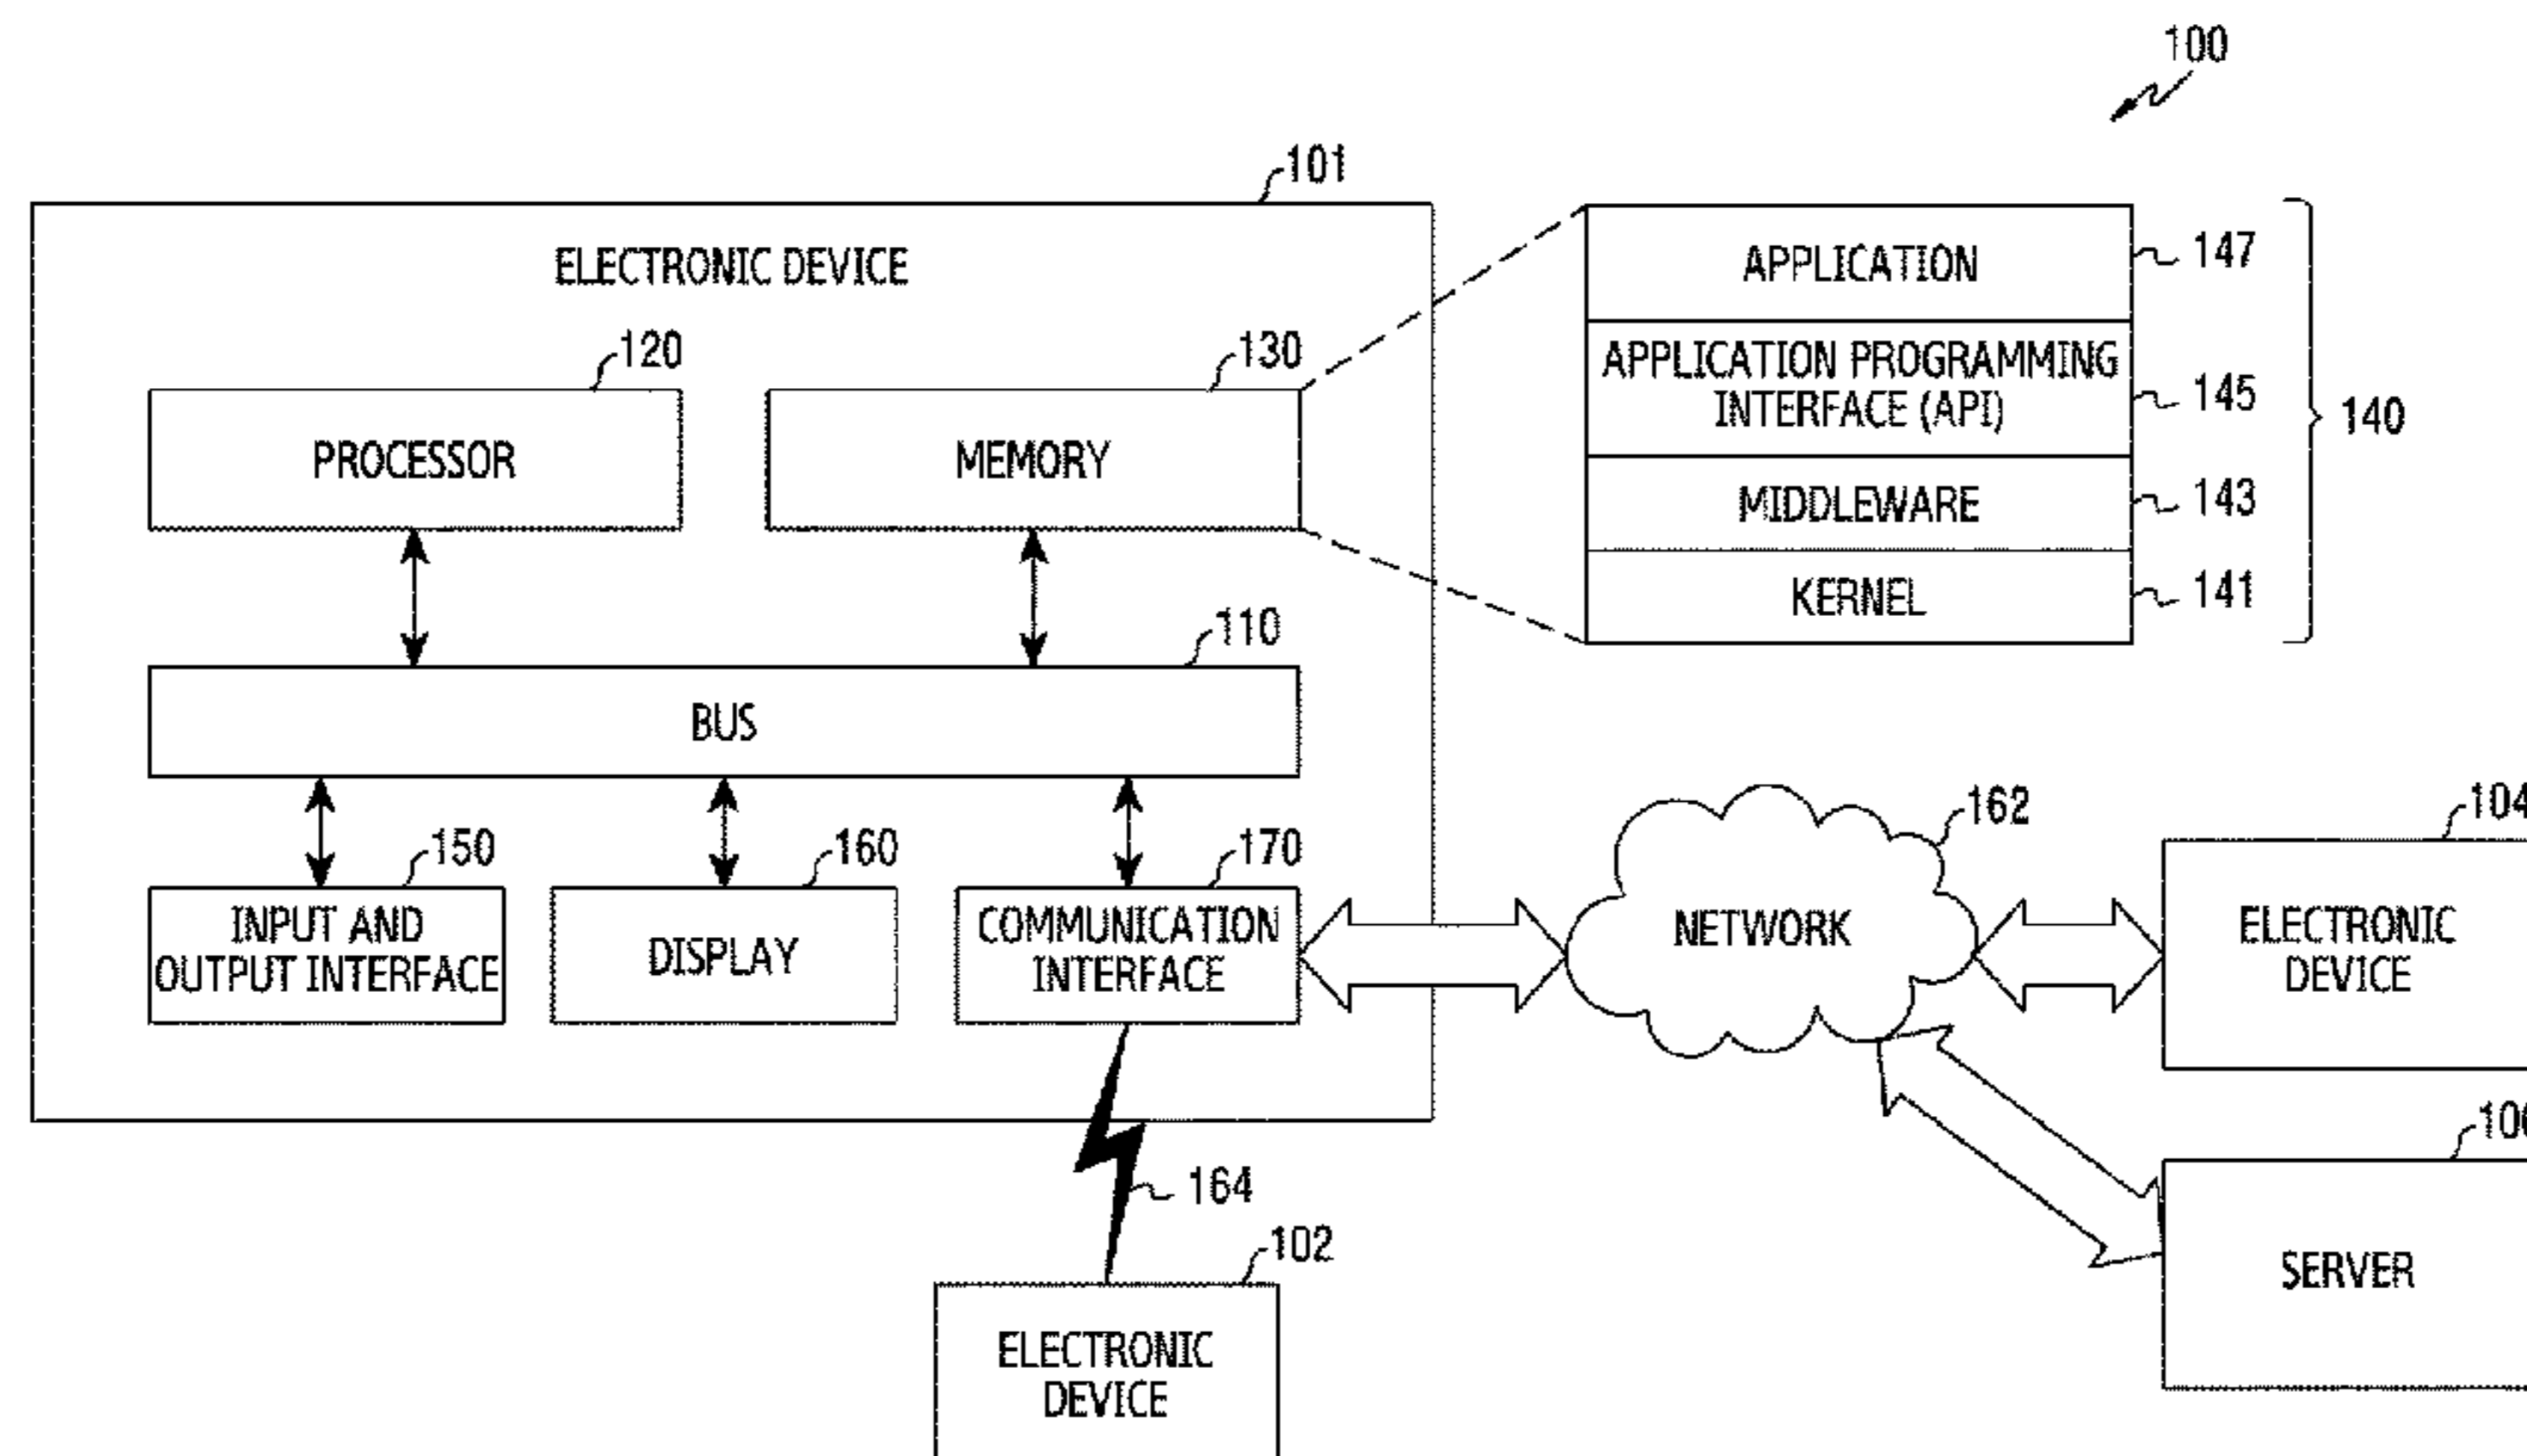 100
101
ELECTRONIC DEVICE
120
PROCESSOR
130
MEMORY
APPLICATION
147
APPLICATION PROGRAMMING
INTERFACE (API)
145
140
MIDDLEWARE
143
KERNEL
141
110
BUS
150
INPUT AND
OUTPUT INTERFACE
160
DISPLAY
170
COMMUNICATION
INTERFACE
162
NETWORK
104
ELECTRONIC
DEVICE
164
102
ELECTRONIC
DEVICE
SERVER